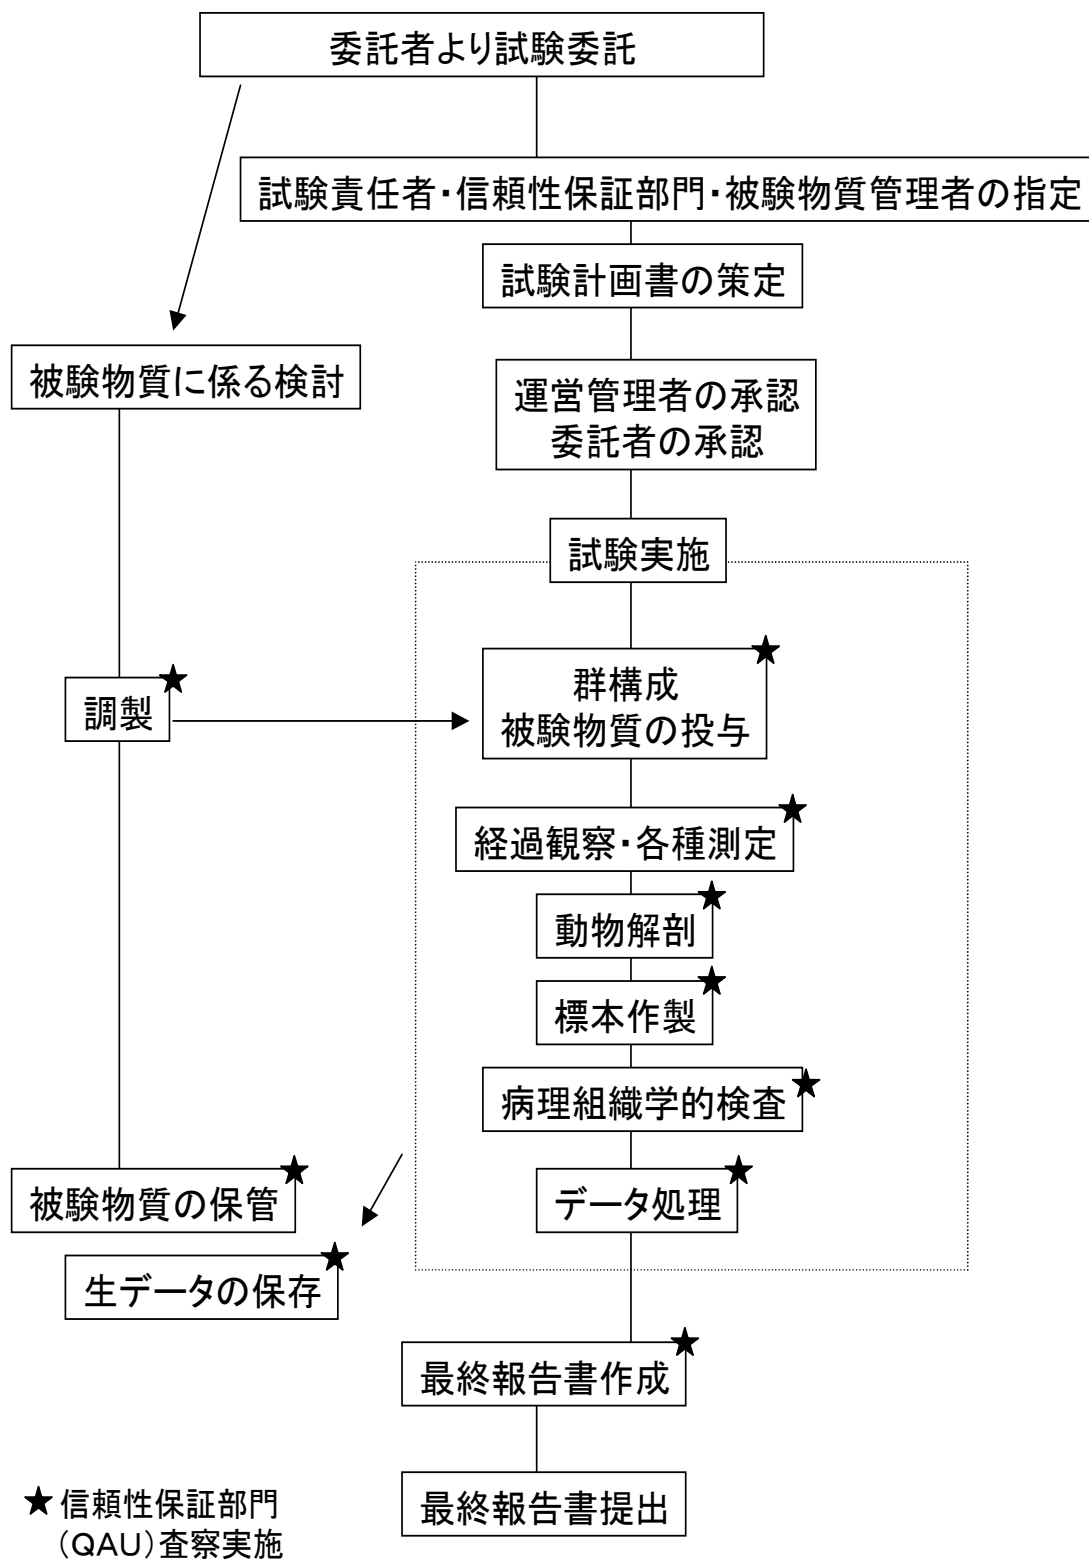 委託者より試験委託
試験責任者・信頼性保証部門・被験物質管理者の指定
試験計画書の策定
被験物質に係る検討
運営管理者の承認
委託者の承認
試験実施
調製
群構成
被験物質の投与
経過観察・各種測定
動物解剖
標本作製
病理組織学的検査
被験物質の保管
データ処理
生データの保存
最終報告書作成
最終報告書提出
★信頼性保証部門
(QAU)査察実施